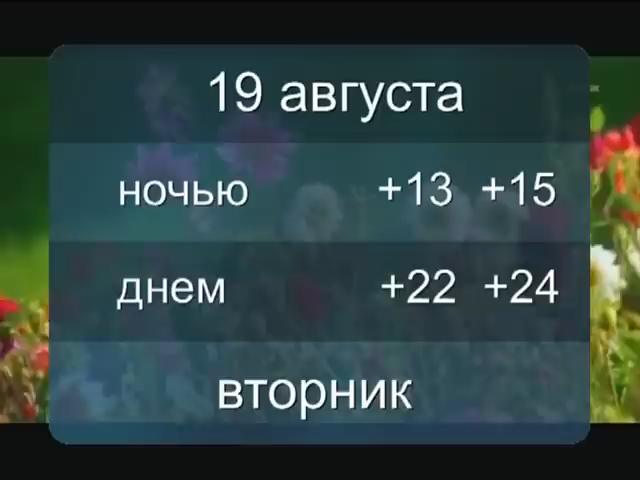 19 августа
ночью +13 +15
днем +22 +24
вторник